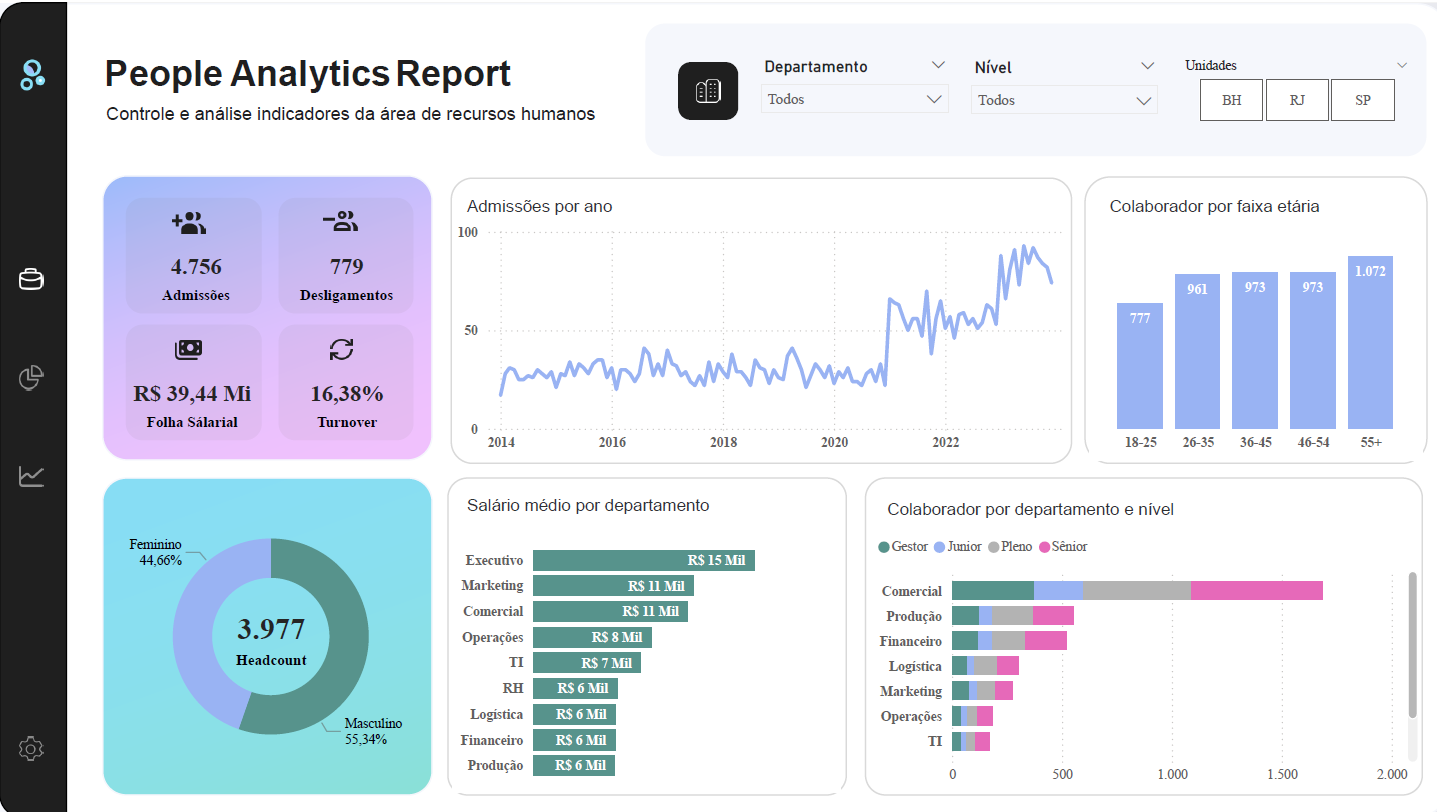 People Analytics Report
Controle e análise indicadores da área de recursos humanos
Departamento
Todos
Nível
Todos
Unidades
BH
RJ
SP
4.756
Admissões
779
Desligamentos
R$ 39,44 Mi
Folha Sálarial
16,38%
Turnover
Admissões por ano
100
50
0
2014
2016
2018
2020
2022
Colaborador por faixa etária
777
961
973
973
1.072
18-25
26-35
36-45
46-54
55+
Feminino
44,66%
3.977
Headcount
Masculino
55,34%
Salário médio por departamento
Executivo
R$ 15 Mil
Marketing
R$ 11 Mil
Comercial
R$ 11 Mil
Operações
R$ 8 Mil
TI
R$ 7 Mil
RH
R$ 6 Mil
Logística
R$ 6 Mil
Financeiro
R$ 6 Mil
Produção
R$ 6 Mil
Colaborador por departamento e nível
Gestor Junior Pleno Sênior
Comercial
Produção
Financeiro
Logística
Marketing
Operações
TI
0
500
1.000
1.500
2.000